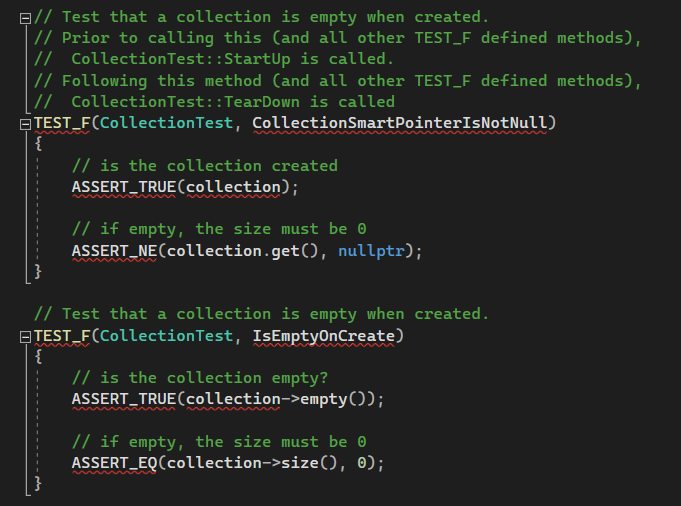 // Test that a collection is empty when created.
// Prior to calling this (and all other TEST_F defined methods),
//  CollectionTest::StartUp is called.
// Following this method (and all other TEST_F defined methods),
//  CollectionTest::TearDown is called
TEST_F(CollectionTest, CollectionSmartPointerIsNotNull)
{
    // is the collection created
    ASSERT_TRUE(collection);

    // if empty, the size must be 0
    ASSERT_NE(collection.get(), nullptr);
}

// Test that a collection is empty when created.
TEST_F(CollectionTest, IsEmptyOnCreate)
{
    // is the collection empty?
    ASSERT_TRUE(collection->empty());

    // if empty, the size must be 0
    ASSERT_EQ(collection->size(), 0);
}